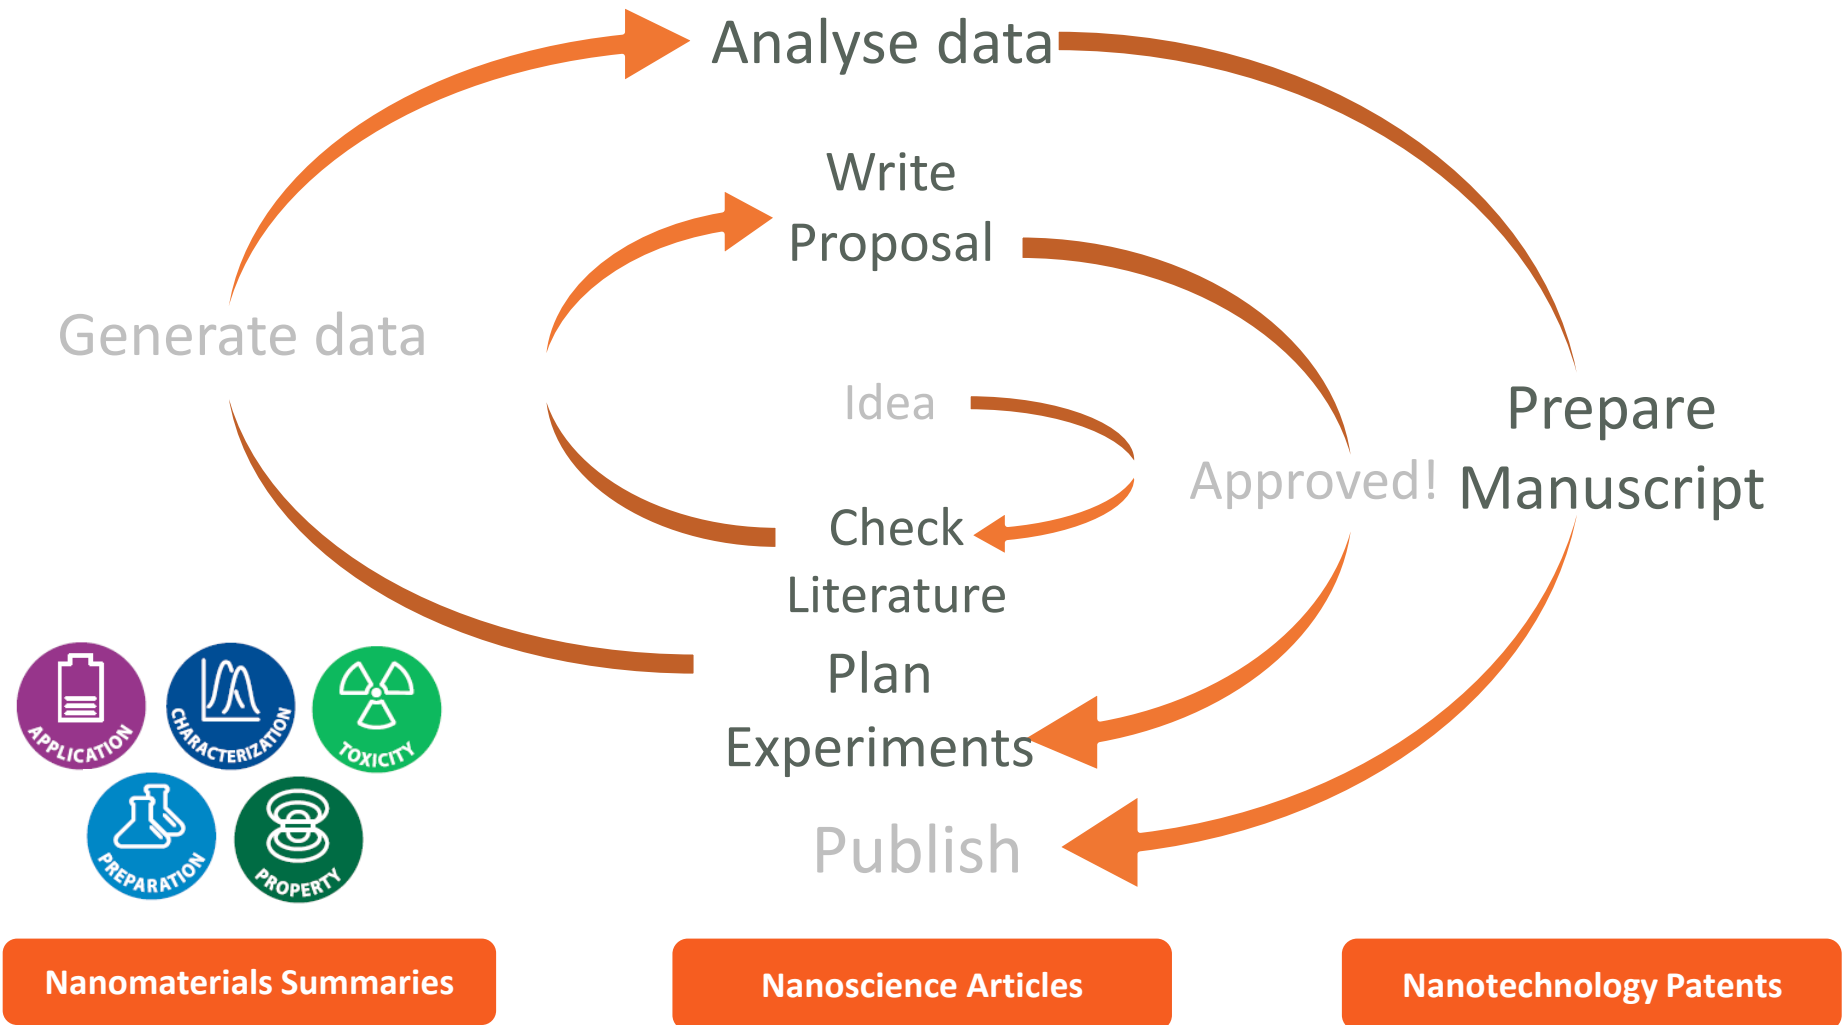 Analyse data
Write
Proposal
Generate data
Idea
Prepare
Manuscript
Approved!
Check
Literature
Plan
Experiments
Publish
APPLICATION
CHARACTERIZATION
TOXICITY
PREPARATION
PROPERTY
Nanomaterials Summaries
Nanoscience Articles
Nanotechnology Patents